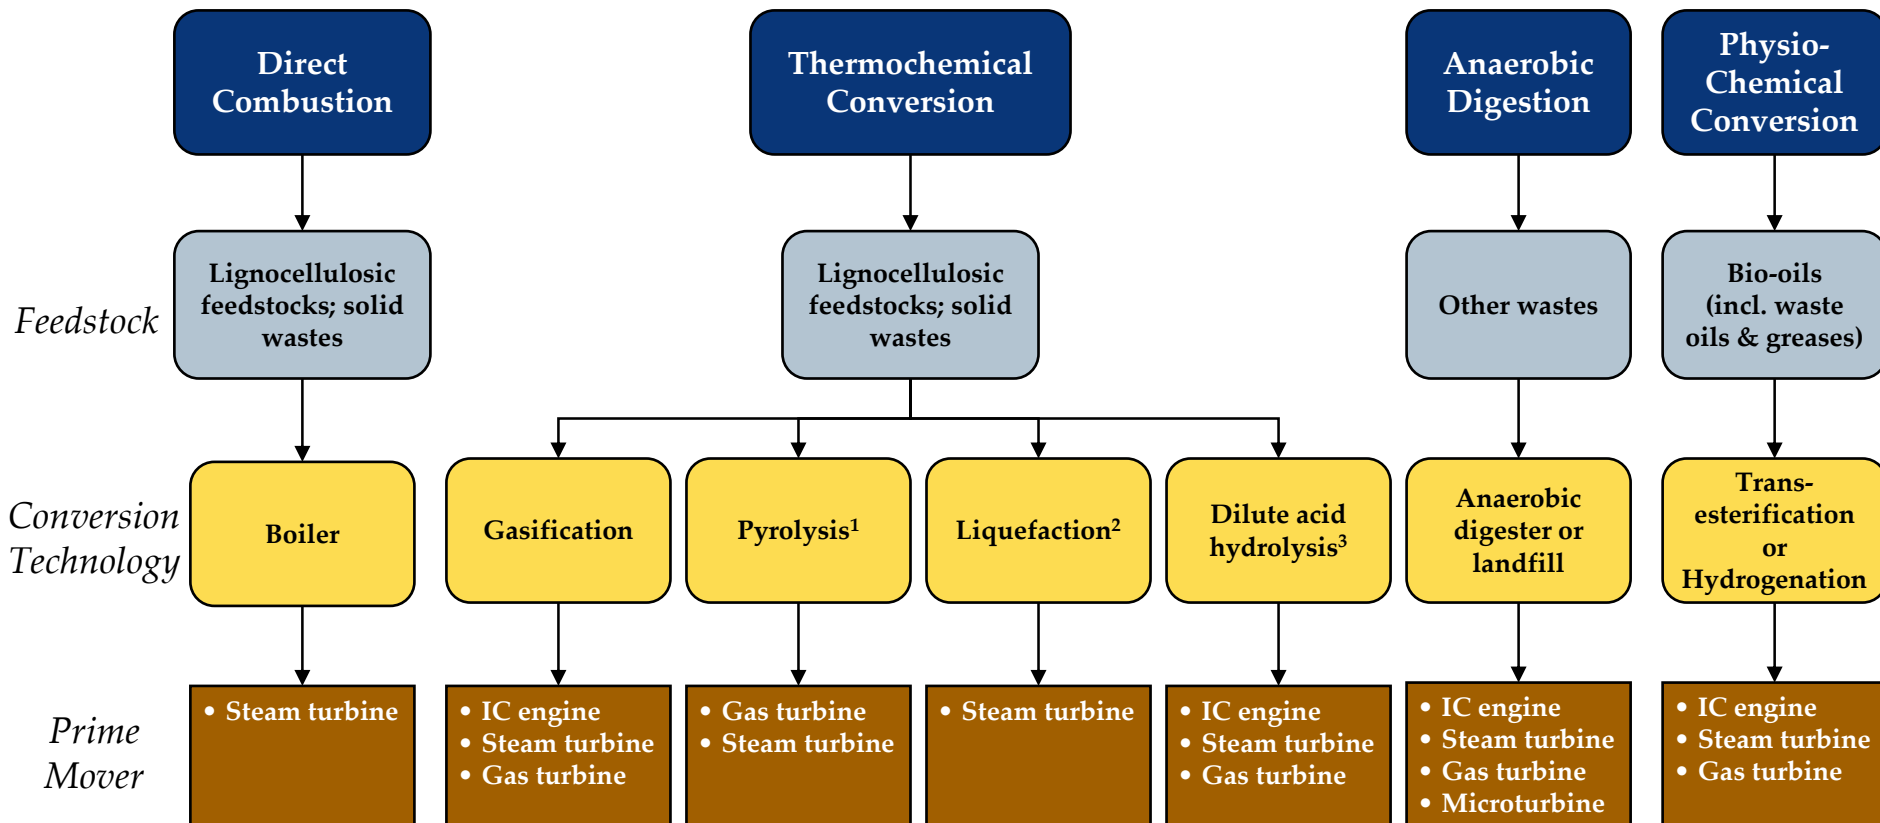 Direct
Combustion
Thermochemical
Conversion
Anaerobic
Digestion
Physio-
Chemical
Conversion
Feedstock
Lignocellulosic
feedstocks; solid
wastes
Lignocellulosic
feedstocks; solid
wastes
Other wastes
Bio-oils
(incl. waste
oils & greases)
Conversion
Technology
Boiler
Gasification
Pyrolysis¹
Liquefaction²
Dilute acid
hydrolysis³
Anaerobic
digester or
landfill
Trans-
esterification
or
Hydrogenation
Prime
Mover
• Steam turbine
• IC engine
• Steam turbine
• Gas turbine
• Gas turbine
• Steam turbine
• Steam turbine
• IC engine
• Steam turbine
• Gas turbine
• IC engine
• Steam turbine
• Gas turbine
• Microturbine
• IC engine
• Steam turbine
• Gas turbine